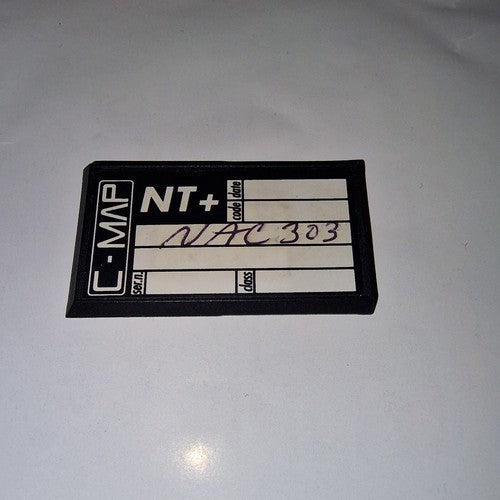 C-MAP
NT+
code date
NAC 303
ser.n.
class